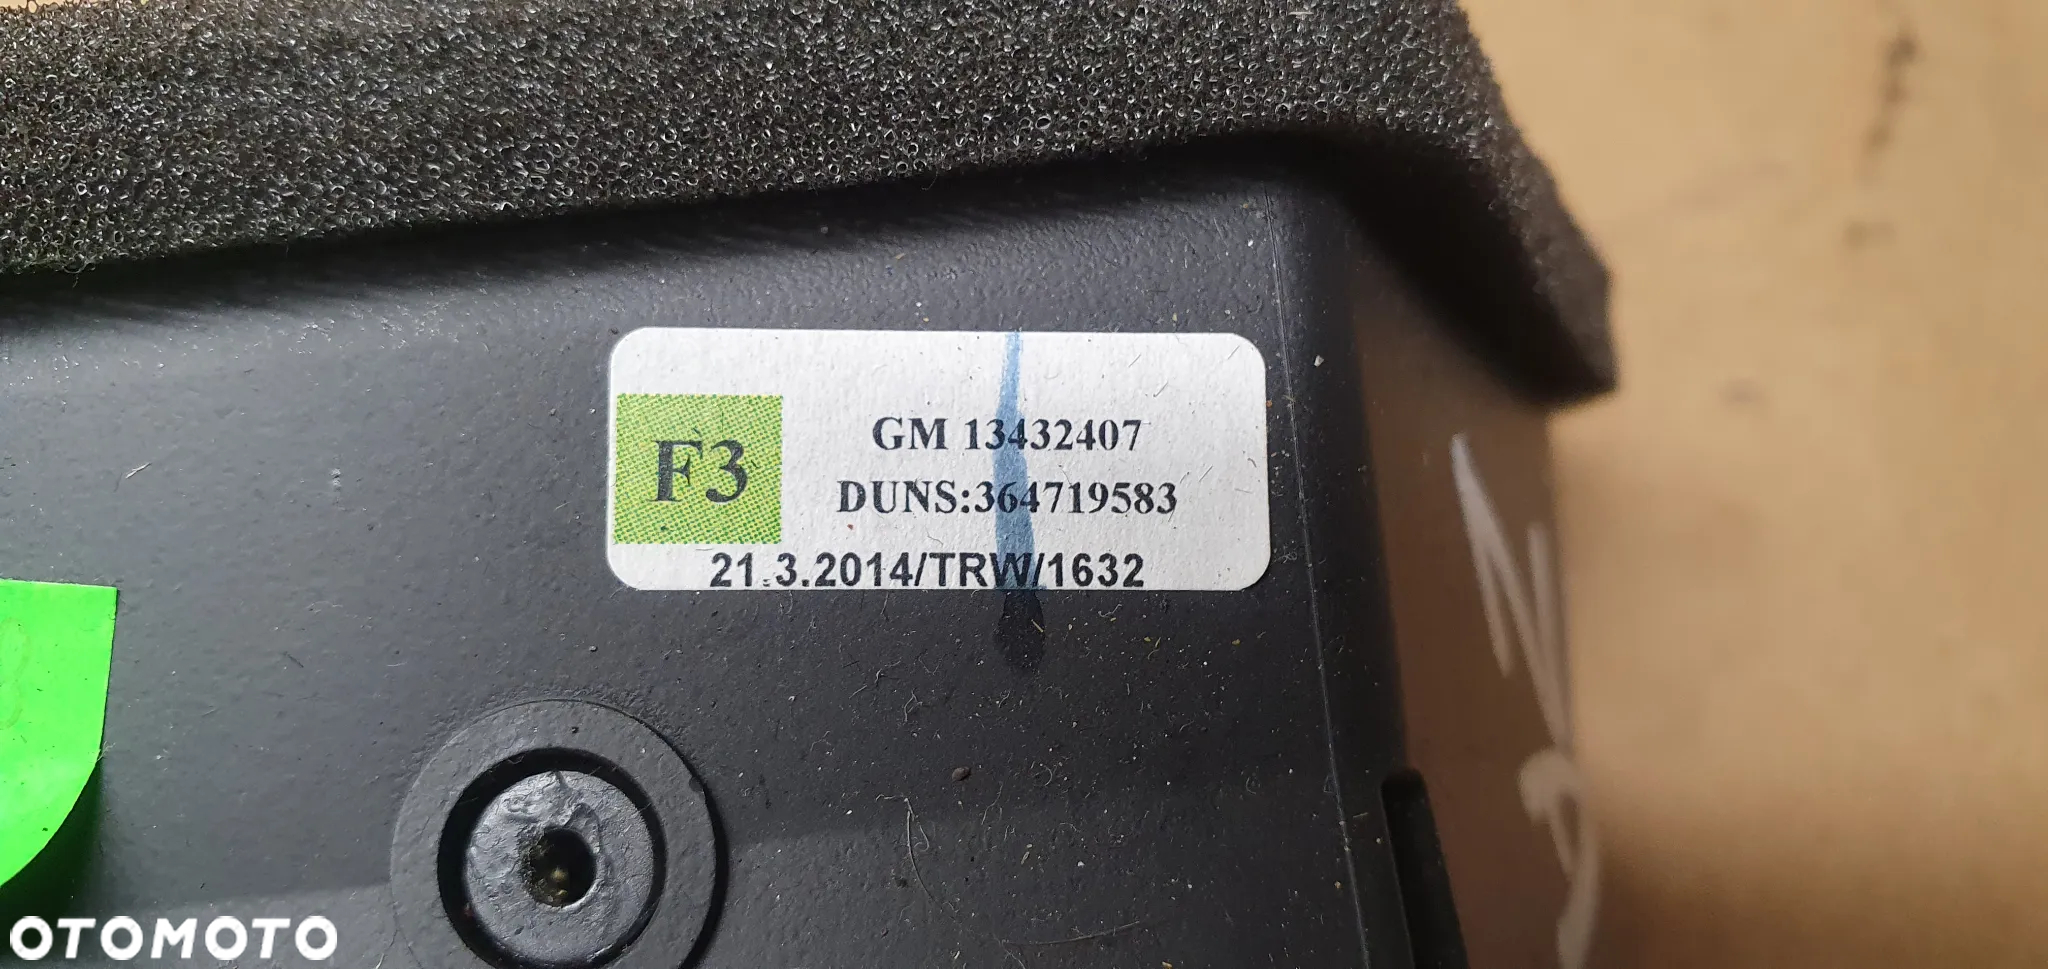 F3
GM 13432407
DUNS:364719583
21.3.2014/TRW/1632
OTOMOTO